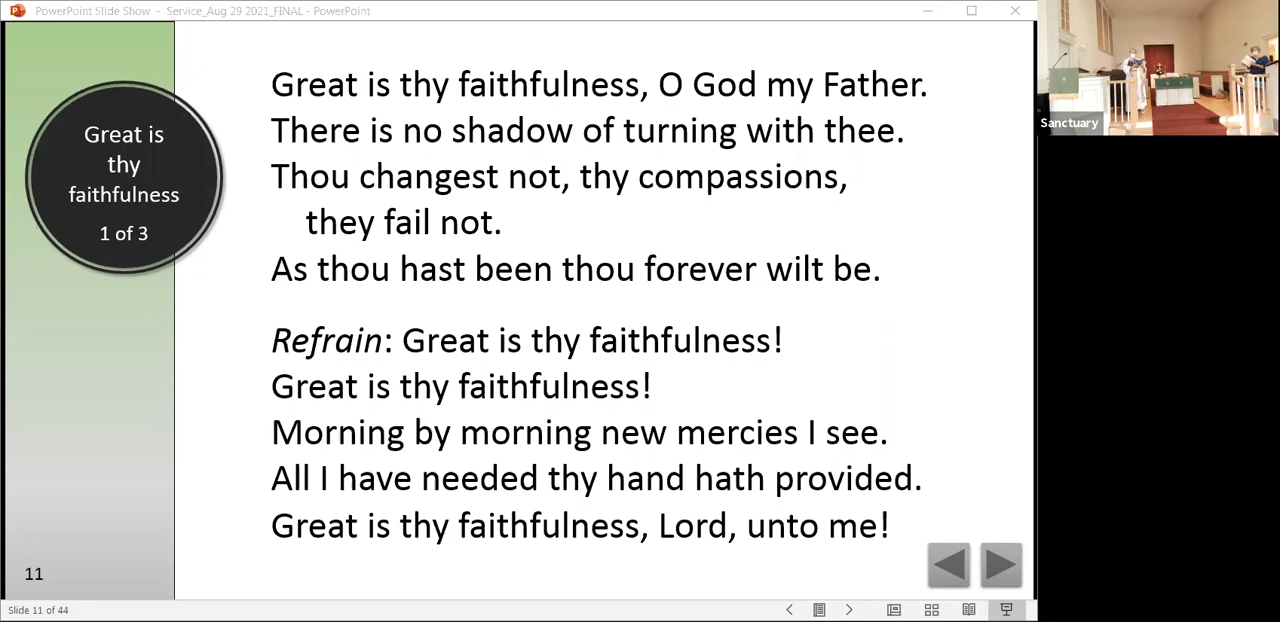 PowerPoint Slide Show - Service_Aug 29 2021_FINAL - PowerPoint
Great is
thy
faithfulness
1 of 3
Great is thy faithfulness, O God my Father.
There is no shadow of turning with thee.
Thou changest not, thy compassions,
they fail not.
As thou hast been thou forever wilt be.
Refrain: Great is thy faithfulness!
Great is thy faithfulness!
Morning by morning new mercies I see.
All I have needed thy hand hath provided.
Great is thy faithfulness, Lord, unto me!
11
Slide 11 of 44
Sanctuary